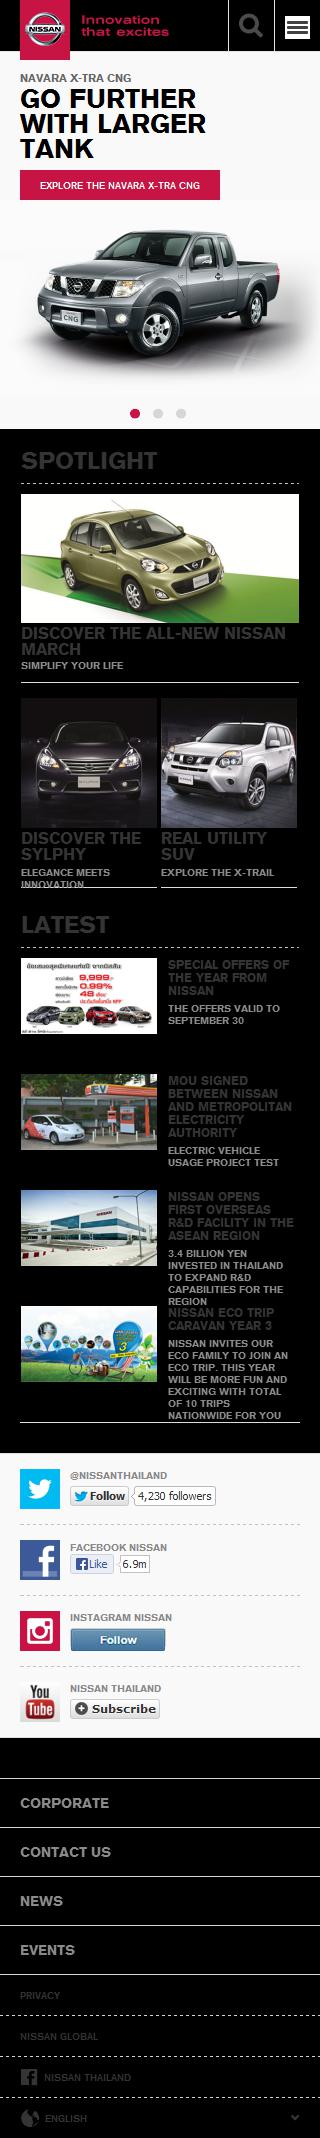 NISSAN
Innovation
that excites
NAVARA X-TRA CNG
GO FURTHER
WITH LARGER
TANK
EXPLORE THE NAVARA X-TRA CNG
CNG
SPOTLIGHT
DISCOVER THE ALL-NEW NISSAN
MARCH
SIMPLIFY YOUR LIFE
DISCOVER THE
SYLPHY
ELEGANCE MEETS
INNOVATION
REAL UTILITY
SUV
EXPLORE THE X-TRAIL
LATEST
9,999.-
0.99%
48
SPECIAL OFFERS OF
THE YEAR FROM
NISSAN
THE OFFERS VALID TO
SEPTEMBER 30
EV
MOU SIGNED
BETWEEN NISSAN
AND METROPOLITAN
ELECTRICITY
AUTHORITY
ELECTRIC VEHICLE
USAGE PROJECT TEST
NISSAN OPENS
FIRST OVERSEAS
R&D FACILITY IN THE
ASEAN REGION
3.4 BILLION YEN
INVESTED IN THAILAND
TO EXPAND R&D
CAPABILITIES FOR THE
REGION
3
NISSAN ECO TRIP
CARAVAN YEAR 3
NISSAN INVITES OUR
ECO FAMILY TO JOIN AN
ECO TRIP. THIS YEAR
WILL BE MORE FUN AND
EXCITING WITH TOTAL
OF 10 TRIPS
NATIONWIDE FOR YOU
@NISSANTHAILAND
Follow 4,230 followers
FACEBOOK NISSAN
Like 6.9m
INSTAGRAM NISSAN
Follow
You
Tube
NISSAN THAILAND
Subscribe
CORPORATE
CONTACT US
NEWS
EVENTS
PRIVACY
NISSAN GLOBAL
NISSAN THAILAND
ENGLISH